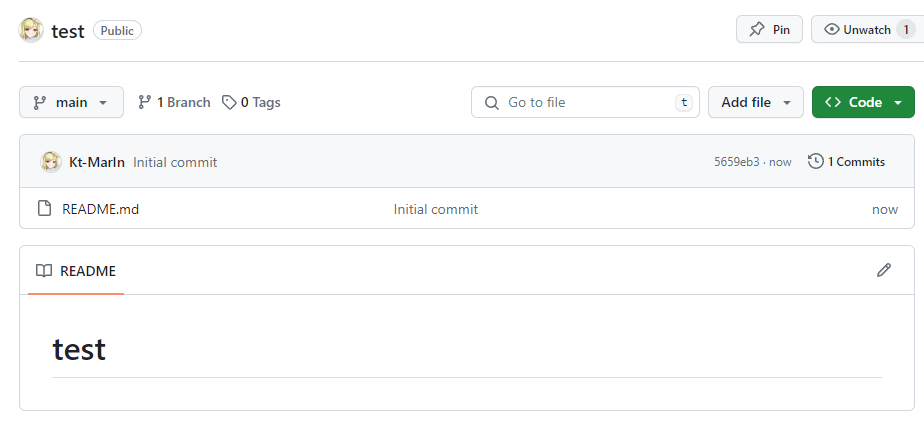 test Public Pin Unwatch 1
main 1 Branch 0 Tags Go to file t Add file Code
Kt-MarIn Initial commit 5659eb3 · now 1 Commits
README.md Initial commit now
README
test